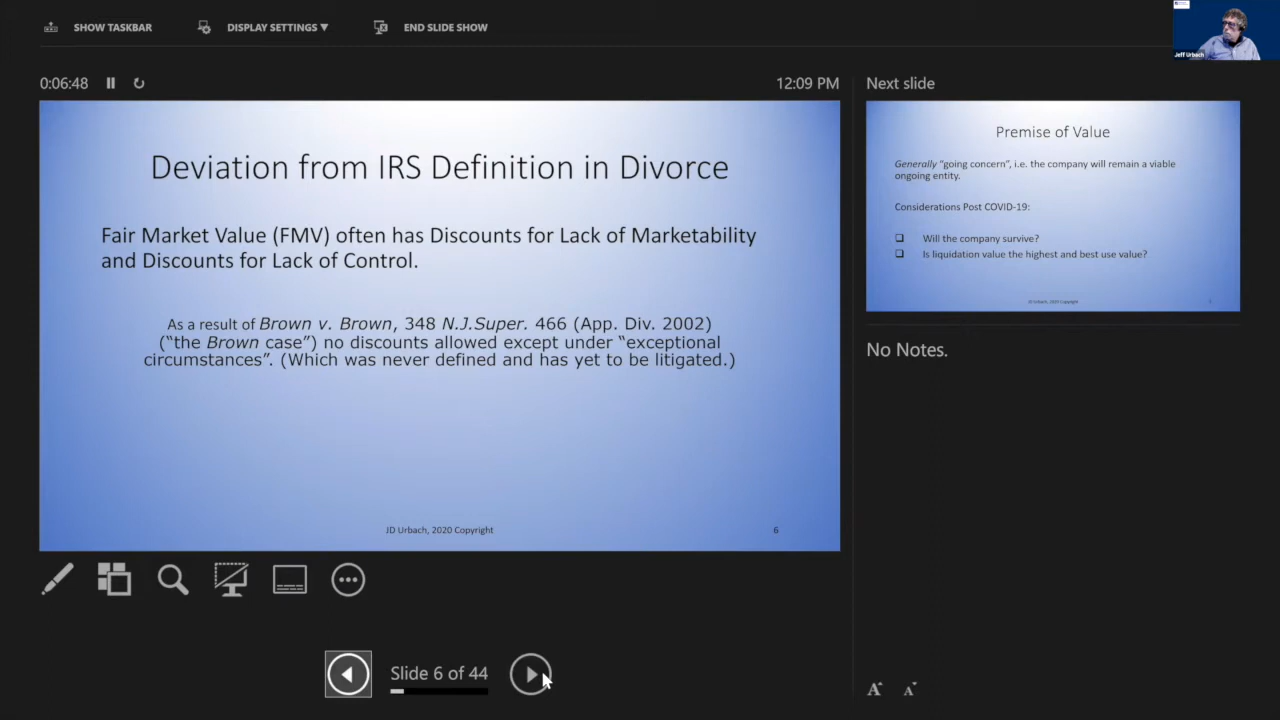 SHOW TASKBAR
DISPLAY SETTINGS ▼
END SLIDE SHOW
Jeff Urbach
0:06:48
12:09 PM
Next slide
Deviation from IRS Definition in Divorce
Fair Market Value (FMV) often has Discounts for Lack of Marketability
and Discounts for Lack of Control.
As a result of Brown v. Brown, 348 N.J.Super. 466 (App. Div. 2002)
(“the Brown case”) no discounts allowed except under “exceptional
circumstances”. (Which was never defined and has yet to be litigated.)
JD Urbach, 2020 Copyright
6
Premise of Value
Generally “going concern”, i.e. the company will remain a viable
ongoing entity.
Considerations Post COVID-19:
Will the company survive?
Is liquidation value the highest and best use value?
JD Urbach, 2020 Copyright
7
No Notes.
Slide 6 of 44
A A